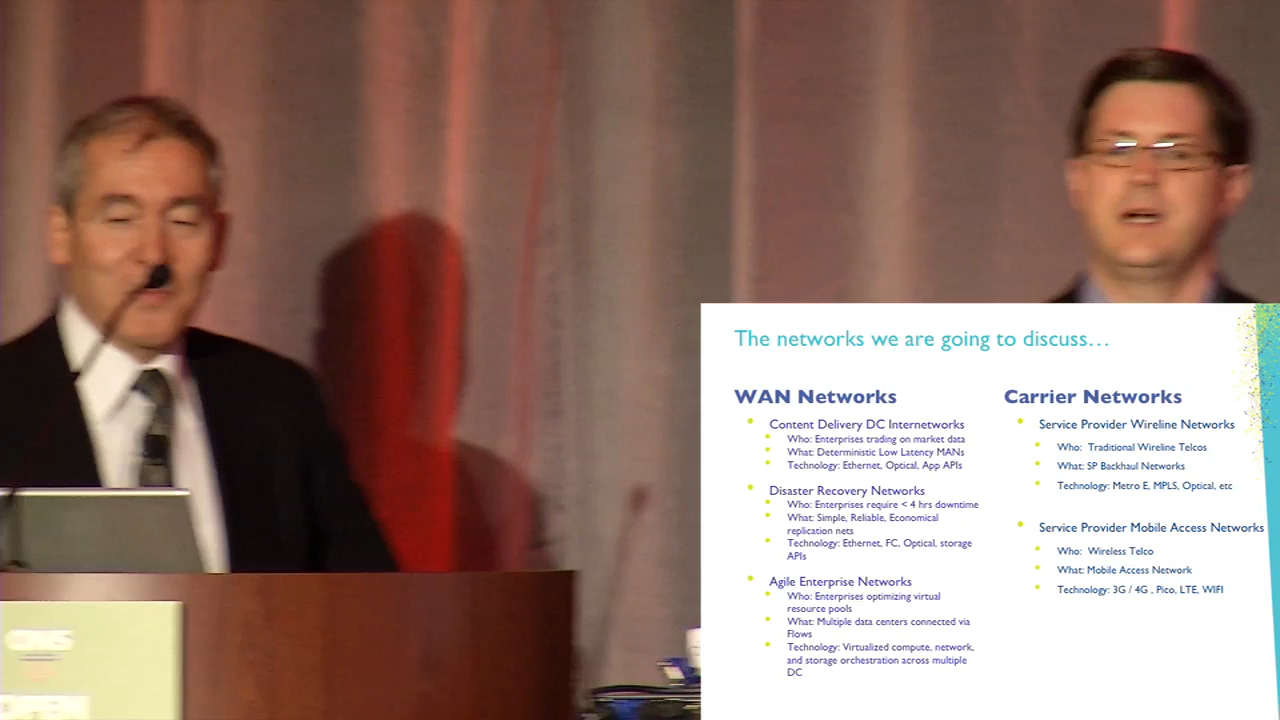 The networks we are going to discuss…
WAN Networks
Content Delivery DC Internetworks
Who: Enterprises trading on market data
What: Deterministic Low Latency MANs
Technology: Ethernet, Optical, App APIs
Disaster Recovery Networks
Who: Enterprises require < 4 hrs downtime
What: Simple, Reliable, Economical
replication nets
Technology: Ethernet, FC, Optical, storage
APIs
Agile Enterprise Networks
Who: Enterprises optimizing virtual
resource pools
What: Multiple data centers connected via
Flows
Technology: Virtualized compute, network,
and storage orchestration across multiple
DC
Carrier Networks
Service Provider Wireline Networks
Who: Traditional Wireline Telcos
What: SP Backhaul Networks
Technology: Metro E, MPLS, Optical, etc
Service Provider Mobile Access Networks
Who: Wireless Telco
What: Mobile Access Network
Technology: 3G / 4G , Pico, LTE, WIFI